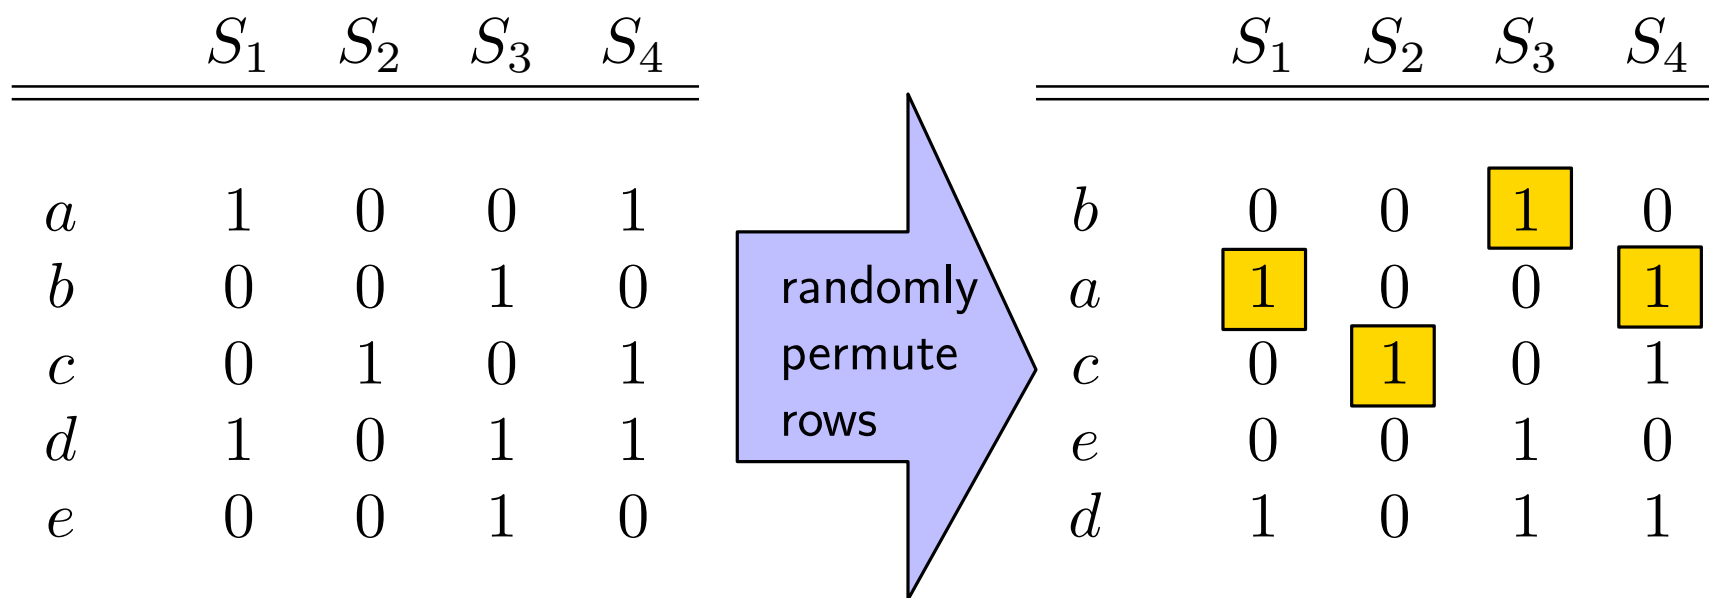 S₁ S₂ S₃ S₄
a 1 0 0 1
b 0 0 1 0
c 0 1 0 1
d 1 0 1 1
e 0 0 1 0
randomly
permute
rows
S₁ S₂ S₃ S₄
b 0 0 1 0
a 1 0 0 1
c 0 1 0 1
e 0 0 1 0
d 1 0 1 1